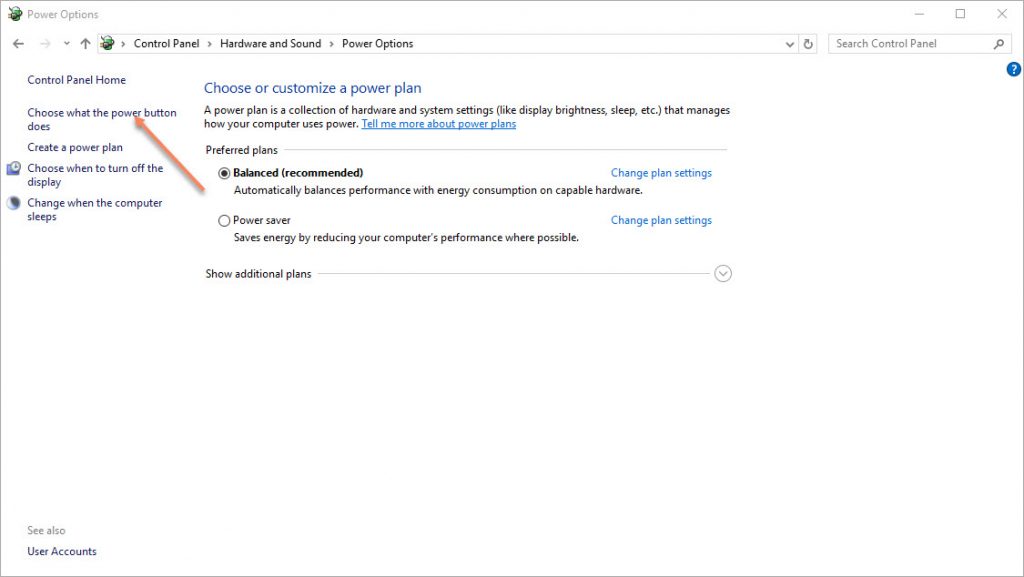 Power Options
Control Panel > Hardware and Sound > Power Options
Search Control Panel
?
Control Panel Home
Choose what the power button
does
Create a power plan
Choose when to turn off the
display
Change when the computer
sleeps
Choose or customize a power plan
A power plan is a collection of hardware and system settings (like display brightness, sleep, etc.) that manages
how your computer uses power. Tell me more about power plans
Preferred plans
Balanced (recommended) Change plan settings
Automatically balances performance with energy consumption on capable hardware.
Power saver Change plan settings
Saves energy by reducing your computer's performance where possible.
Show additional plans
See also
User Accounts